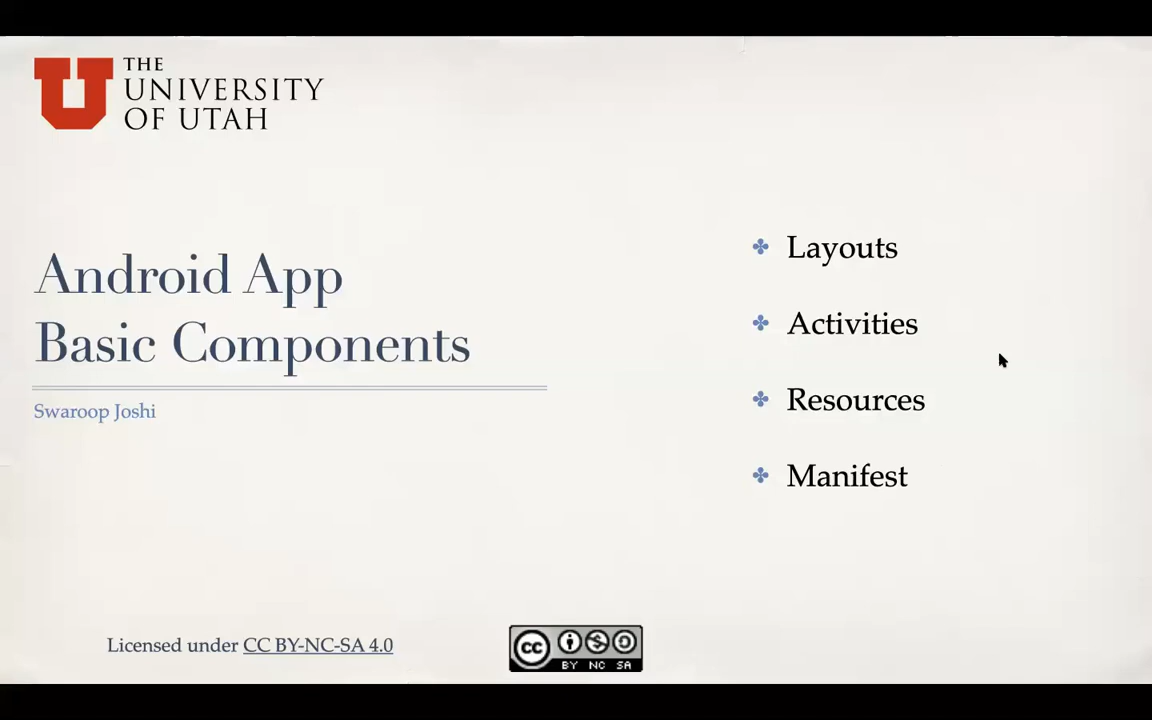 THE
UNIVERSITY
OF UTAH
Android App
Basic Components
Swaroop Joshi
Layouts
Activities
Resources
Manifest
Licensed under CC BY-NC-SA 4.0
cc
BY NC SA